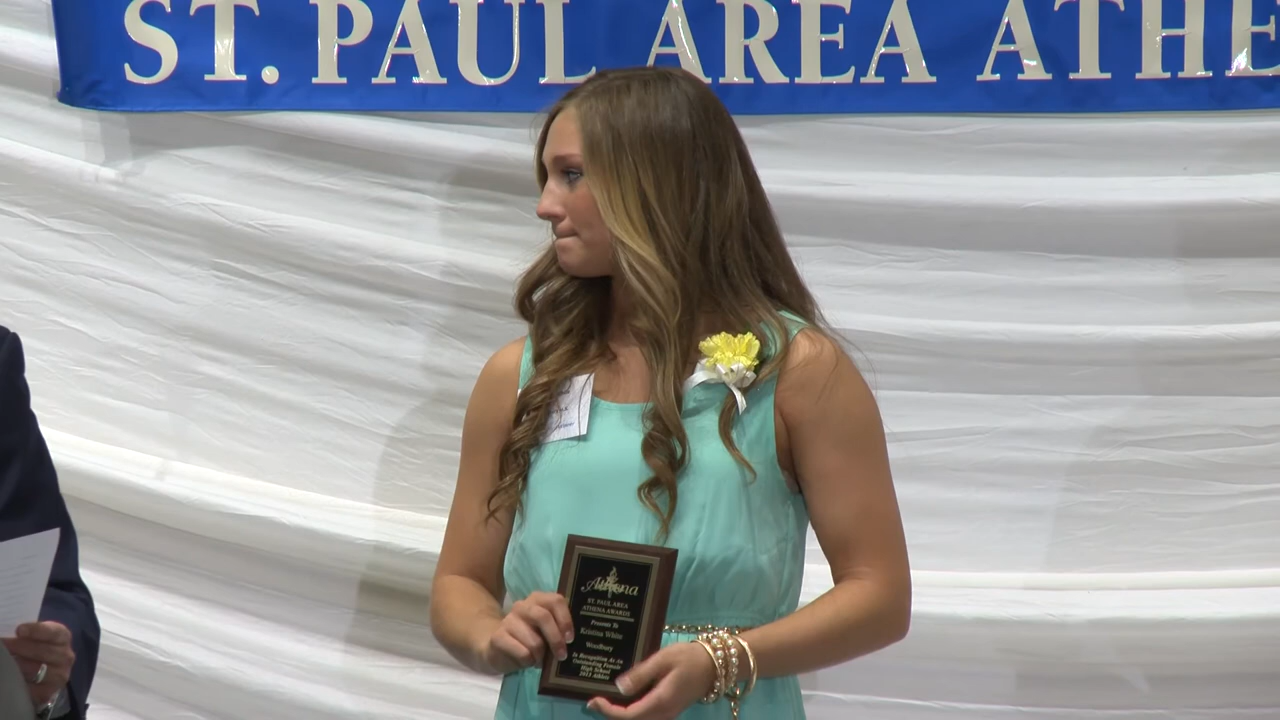 ST. PAUL AREA ATHE
Athena
ST. PAUL AREA
ATHENA AWARDS
Presents To
Kristina White
Woodbury
In Recognition As An
Outstanding Female
High School
2013 Athlete